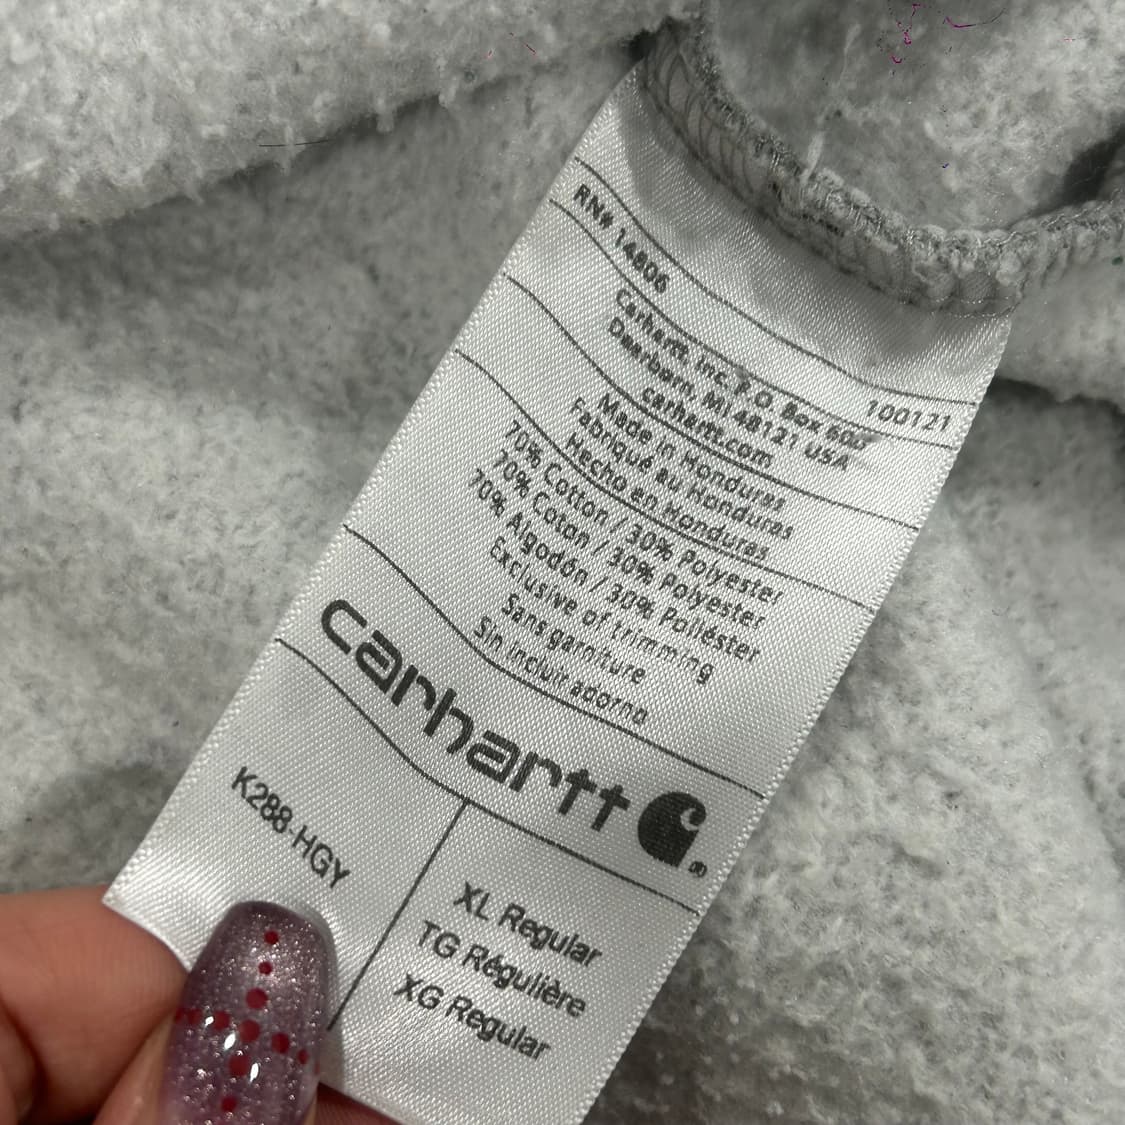 RN# 14806
100121
Carhartt, Inc. P.O. Box 600
Dearborn, MI 48121 USA
carhartt.com
Made in Honduras
Fabriqué au Honduras
Hecho en Honduras
70% Cotton / 30% Polyester
70% Coton / 30% Polyester
70% Algodón / 30% Poliéster
Exclusive of trimming
Sans garniture
Sin incluir adorno
carhartt
K288-HGY
XL Regular
TG Régulière
XG Regular